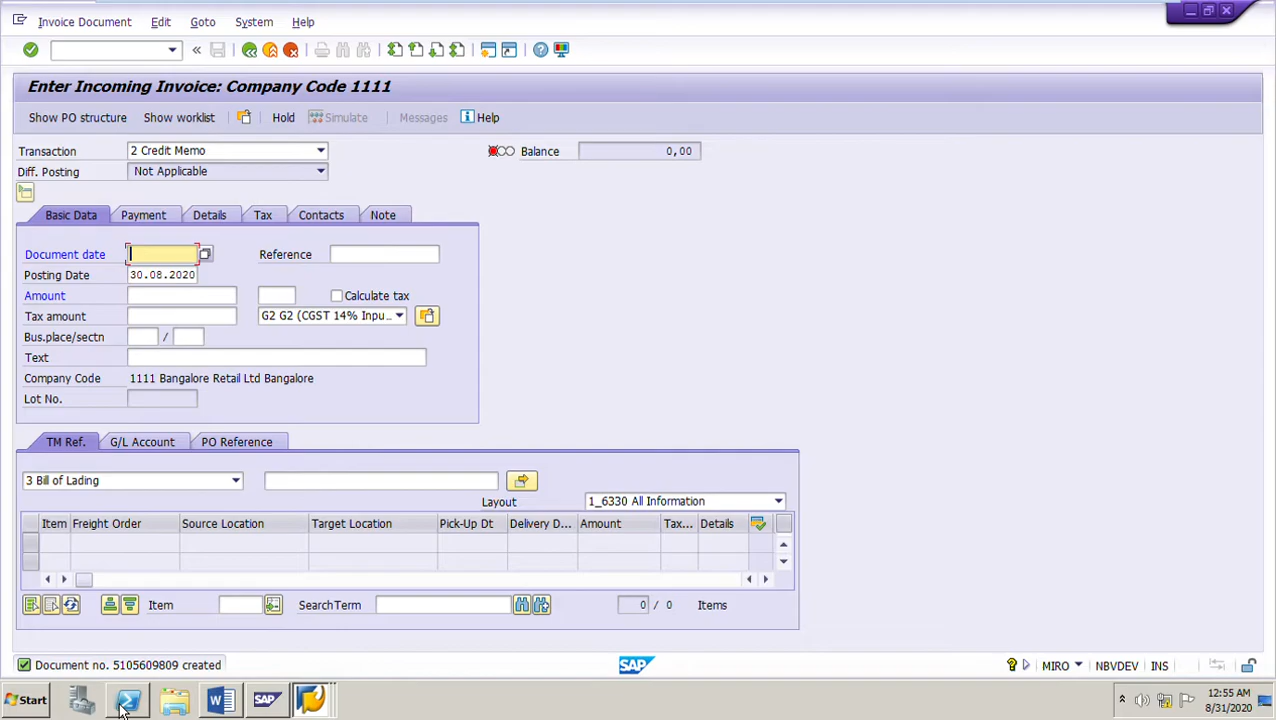 Invoice Document Edit Goto System Help
Enter Incoming Invoice: Company Code 1111
Show PO structure Show worklist Hold Simulate Messages Help
Transaction 2 Credit Memo Balance 0,00
Diff. Posting Not Applicable
Basic Data Payment Details Tax Contacts Note
Document date Reference
Posting Date 30.08.2020
Amount Calculate tax
Tax amount G2 G2 (CGST 14% Inpu...
Bus.place/sectn /
Text
Company Code 1111 Bangalore Retail Ltd Bangalore
Lot No.
TM Ref. G/L Account PO Reference
3 Bill of Lading
Layout 1_6330 All Information
Item Freight Order Source Location Target Location Pick-Up Dt Delivery D... Amount Tax... Details
Item SearchTerm 0 / 0 Items
Document no. 5105609809 created SAP MIRO NBVDEV INS
Start SAP 12:55 AM
8/31/2020